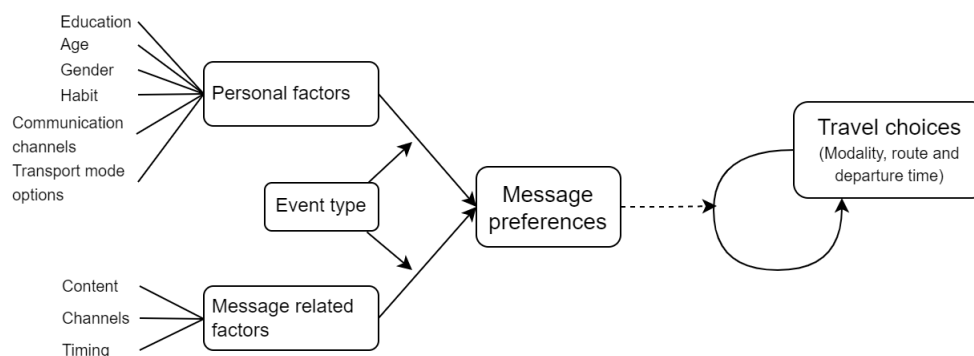 Education
Age
Gender
Habit
Communication
channels
Transport mode
options
Personal factors
Event type
Content
Channels
Timing
Message related
factors
Message
preferences
Travel choices
(Modality, route and
departure time)